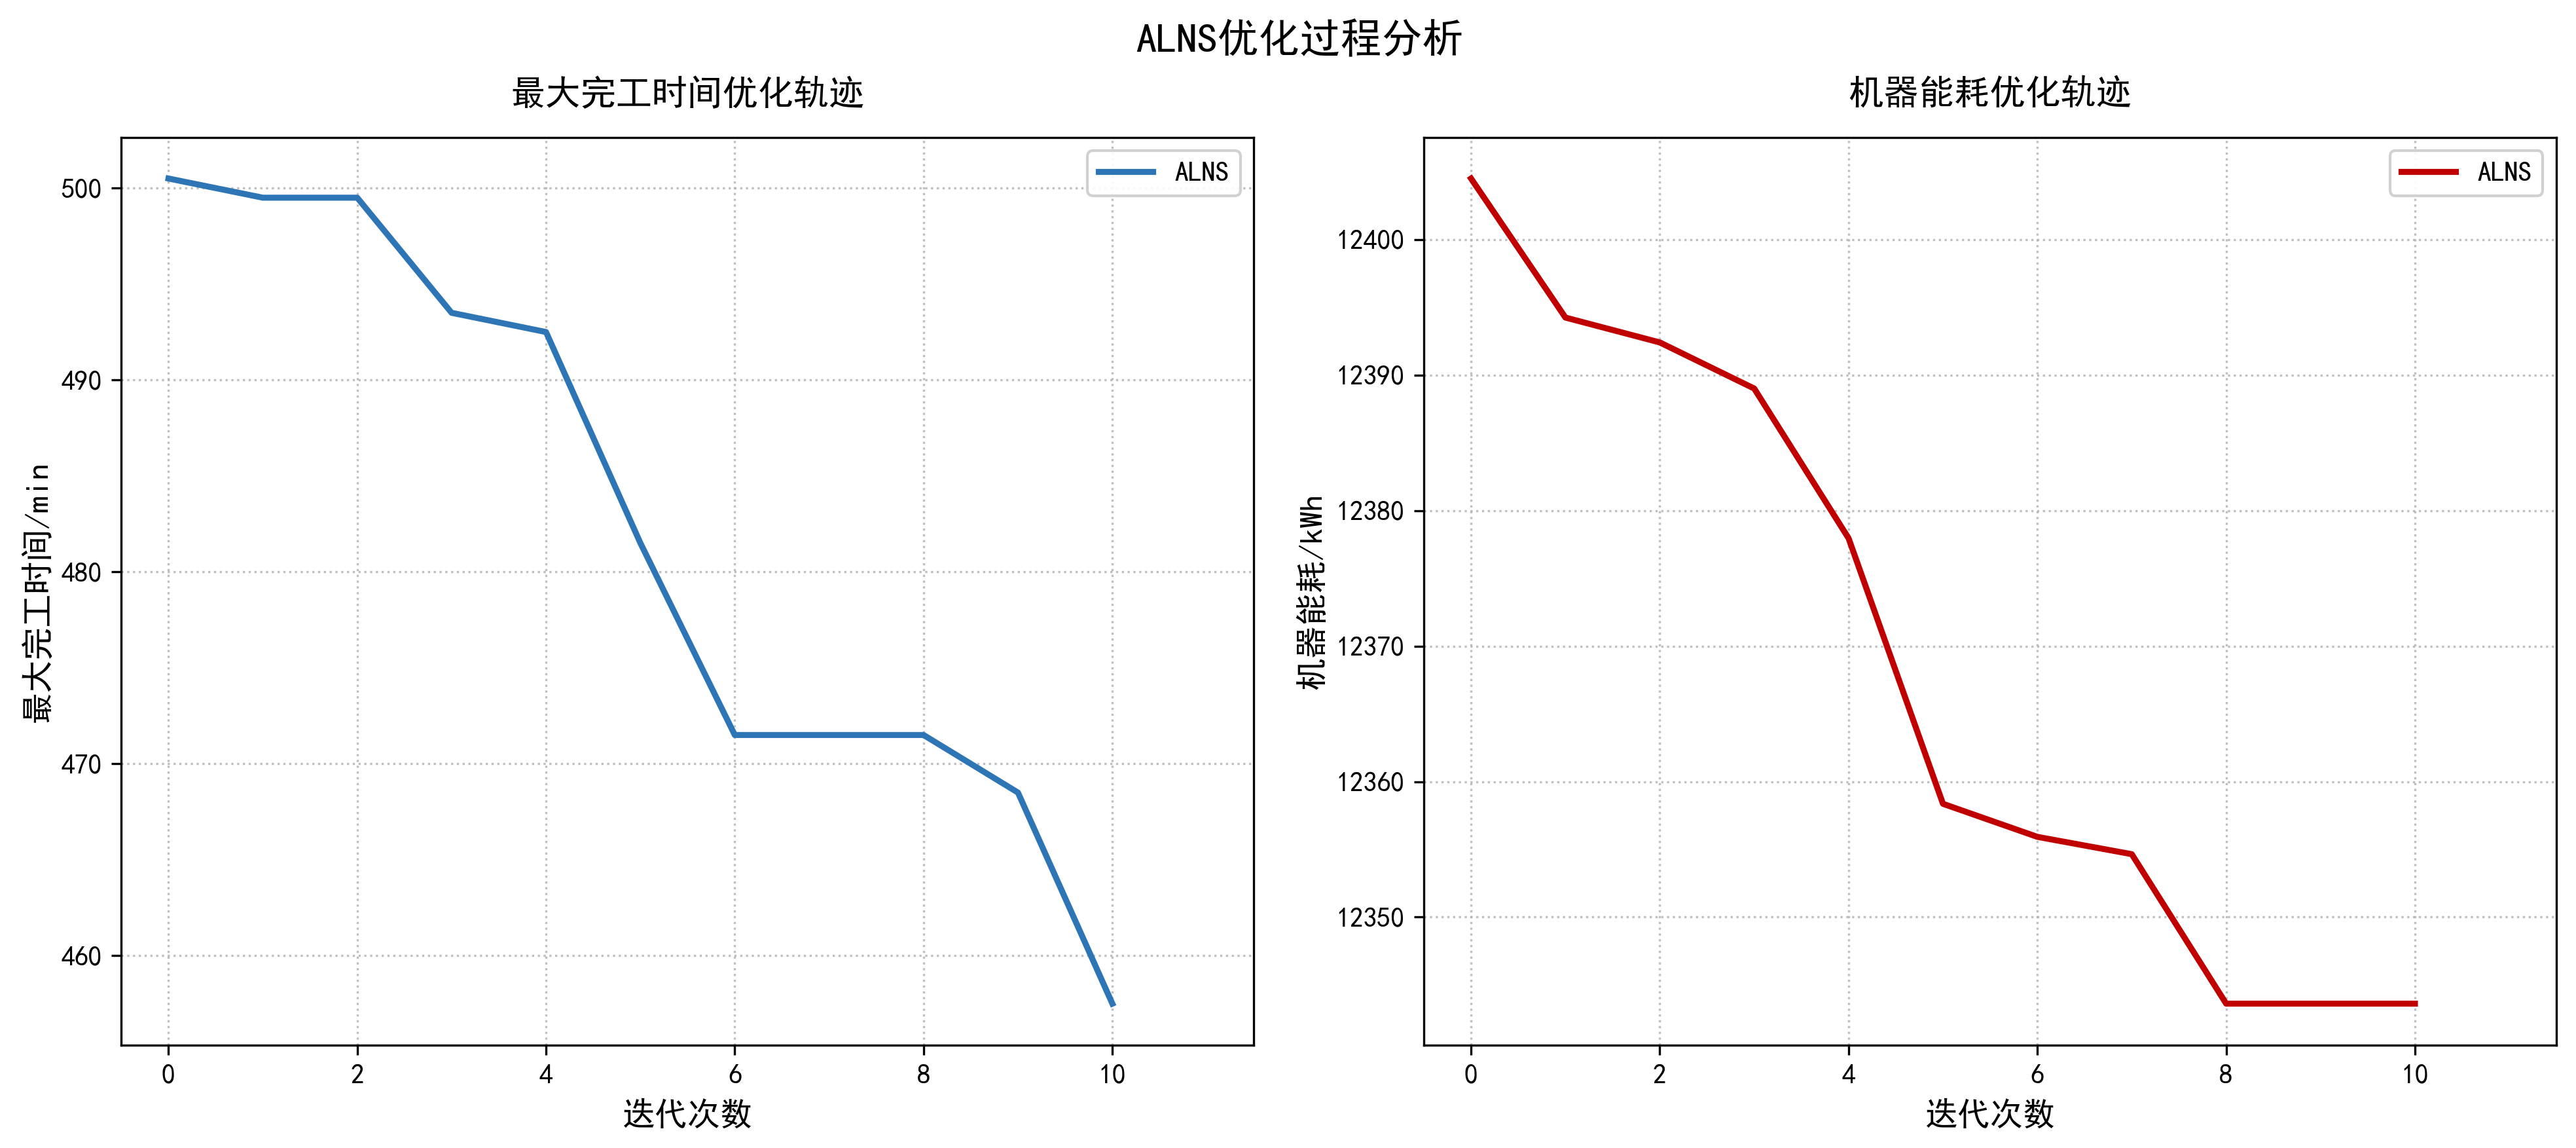 ALNS优化过程分析
最大完工时间优化轨迹
ALNS
500
490
480
470
460
最大完工时间/min
0 2 4 6 8 10
迭代次数
机器能耗优化轨迹
ALNS
12400
12390
12380
12370
12360
12350
机器能耗/kWh
0 2 4 6 8 10
迭代次数